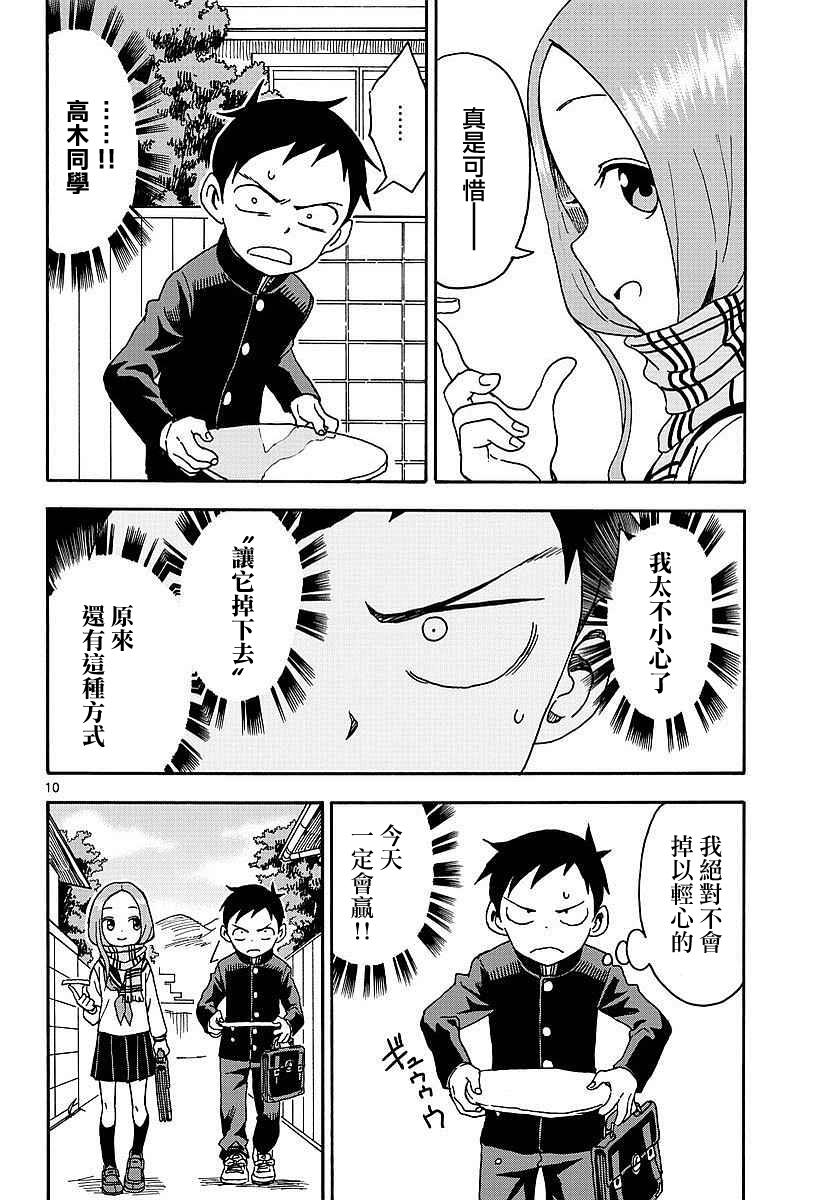 真是可惜——
……
……!!
高木同學
我太不小心了
〝讓它掉下去〞
原來
還有這種方式
10
我絕對不會
掉以輕心的
今天
一定會贏!!
ギュウゥゥ